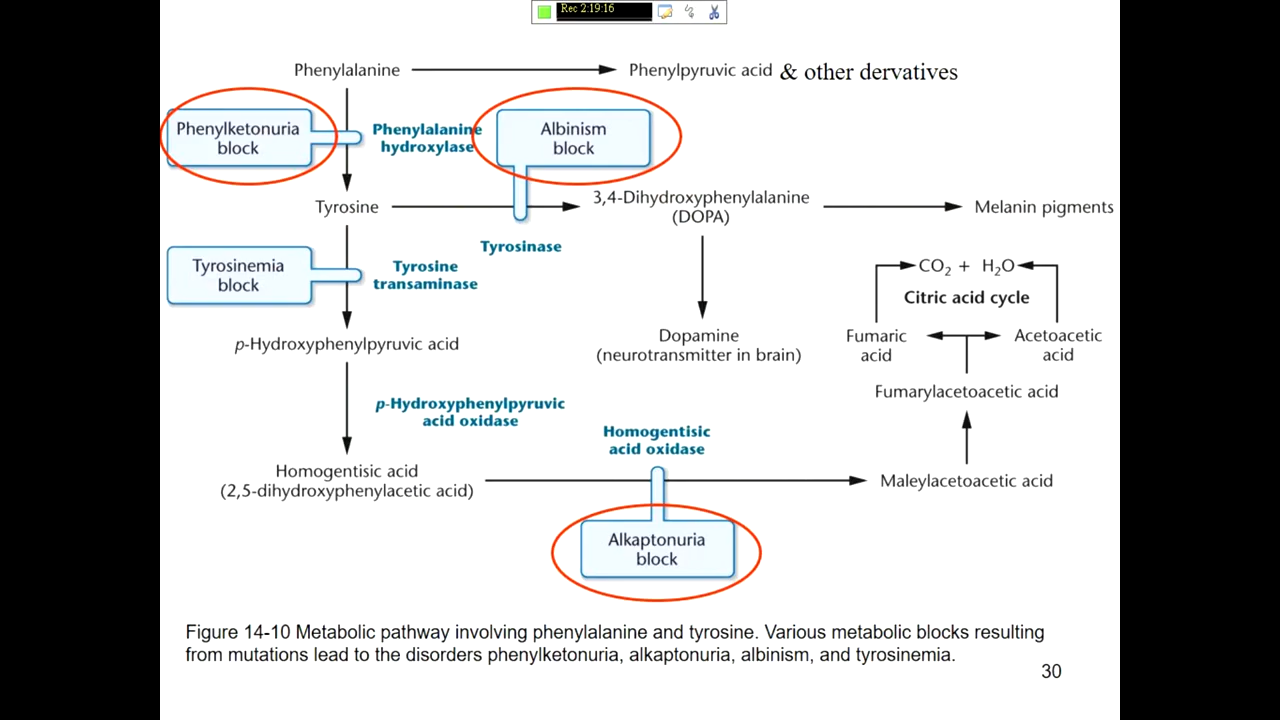 Rec 2:19:16
Phenylalanine
Phenylpyruvic acid & other dervatives
Phenylketonuria
block
Phenylalanine
hydroxylase
Albinism
block
Tyrosine
3,4-Dihydroxyphenylalanine
(DOPA)
Melanin pigments
Tyrosinase
Tyrosinemia
block
Tyrosine
transaminase
CO₂ + H₂O
Citric acid cycle
p-Hydroxyphenylpyruvic acid
Dopamine
(neurotransmitter in brain)
Fumaric
acid
Acetoacetic
acid
Fumarylacetoacetic acid
p-Hydroxyphenylpyruvic
acid oxidase
Homogentisic
acid oxidase
Homogentisic acid
(2,5-dihydroxyphenylacetic acid)
Maleylacetoacetic acid
Alkaptonuria
block
Figure 14-10 Metabolic pathway involving phenylalanine and tyrosine. Various metabolic blocks resulting
from mutations lead to the disorders phenylketonuria, alkaptonuria, albinism, and tyrosinemia.
30